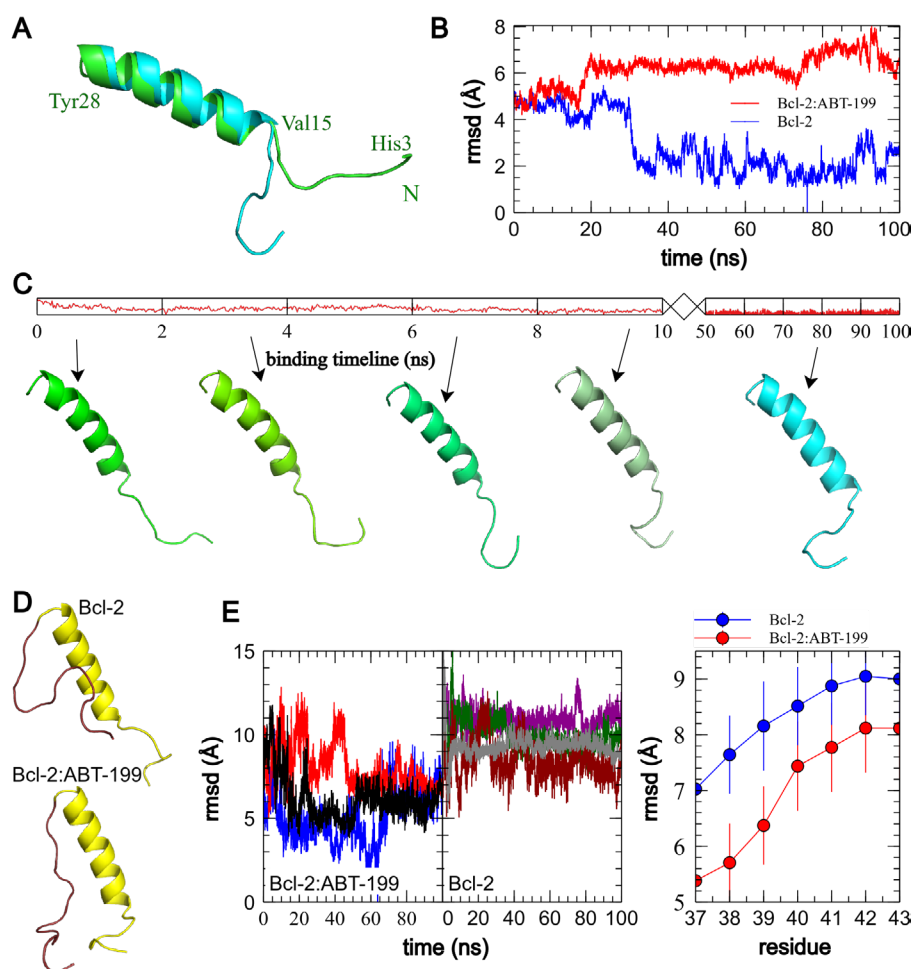 A
Tyr28
Val15
His3
N
B
rmsd (Å)
8
6
4
2
0
Bcl-2:ABT-199
Bcl-2
0 20 40 60 80 100
time (ns)
C
0 2 4 6 8 10 50 60 70 80 90 100
binding timeline (ns)
D
Bcl-2
Bcl-2:ABT-199
E
rmsd (Å)
15
10
5
0
Bcl-2:ABT-199
Bcl-2
0 20 40 60 80 0 20 40 60 80 100
time (ns)
Bcl-2
Bcl-2:ABT-199
rmsd (Å)
9
8
7
6
5
37 38 39 40 41 42 43
residue